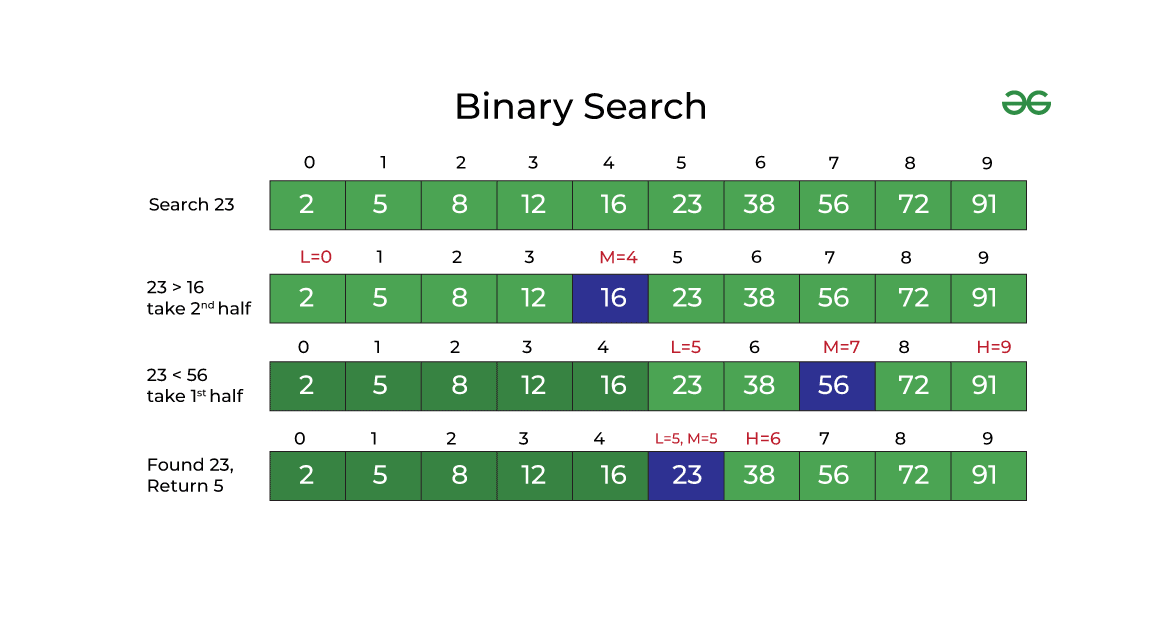 Binary Search
0 1 2 3 4 5 6 7 8 9
Search 23 2 5 8 12 16 23 38 56 72 91
L=0 1 2 3 M=4 5 6 7 8 9
23 > 16
take 2nd half
2 5 8 12 16 23 38 56 72 91
0 1 2 3 4 L=5 6 M=7 8 H=9
23 < 56
take 1st half
2 5 8 12 16 23 38 56 72 91
0 1 2 3 4 L=5, M=5 H=6 7 8 9
Found 23,
Return 5
2 5 8 12 16 23 38 56 72 91